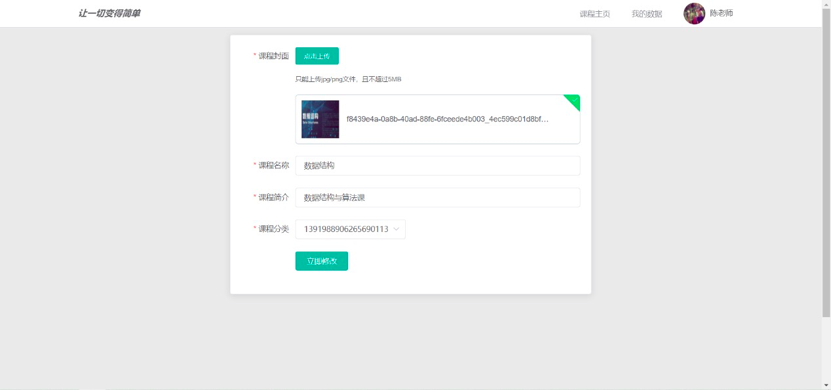 让一切变得简单
课程主页 我的数据 陈老师
* 课程封面 点击上传
只能上传jpg/png文件，且不超过5MB
数据结构
f8439e4a-0a8b-40ad-88fe-6fceede4b003_4ec599c01d8bf...
* 课程名称 数据结构
* 课程简介 数据结构与算法课
* 课程分类 1391988906265690113
立即修改